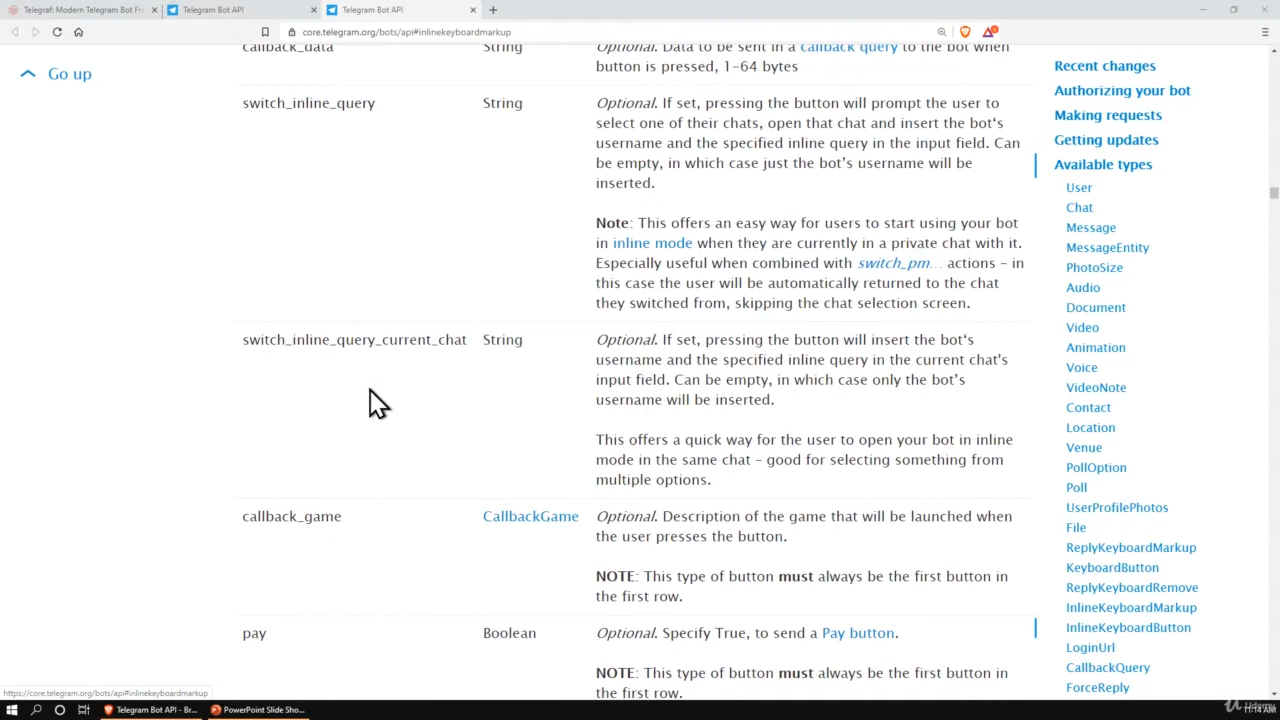 Telegraf: Modern Telegram Bot Fra
Telegram Bot API
Telegram Bot API
core.telegram.org/bots/api#inlinekeyboardmarkup
Go up
callback_data String Optional. Data to be sent in a callback query to the bot when
button is pressed, 1-64 bytes
switch_inline_query String Optional. If set, pressing the button will prompt the user to
select one of their chats, open that chat and insert the bot‘s
username and the specified inline query in the input field. Can
be empty, in which case just the bot’s username will be
inserted.
Note: This offers an easy way for users to start using your bot
in inline mode when they are currently in a private chat with it.
Especially useful when combined with switch_pm… actions – in
this case the user will be automatically returned to the chat
they switched from, skipping the chat selection screen.
switch_inline_query_current_chat String Optional. If set, pressing the button will insert the bot‘s
username and the specified inline query in the current chat's
input field. Can be empty, in which case only the bot’s
username will be inserted.
This offers a quick way for the user to open your bot in inline
mode in the same chat – good for selecting something from
multiple options.
callback_game CallbackGame Optional. Description of the game that will be launched when
the user presses the button.
NOTE: This type of button must always be the first button in
the first row.
pay Boolean Optional. Specify True, to send a Pay button.
NOTE: This type of button must always be the first button in
the first row.
Recent changes
Authorizing your bot
Making requests
Getting updates
Available types
User
Chat
Message
MessageEntity
PhotoSize
Audio
Document
Video
Animation
Voice
VideoNote
Contact
Location
Venue
PollOption
Poll
UserProfilePhotos
File
ReplyKeyboardMarkup
KeyboardButton
ReplyKeyboardRemove
InlineKeyboardMarkup
InlineKeyboardButton
LoginUrl
CallbackQuery
ForceReply
https://core.telegram.org/bots/api#inlinekeyboardmarkup
Telegram Bot API - Br...
PowerPoint Slide Sho...
11:14 AM
Udemy